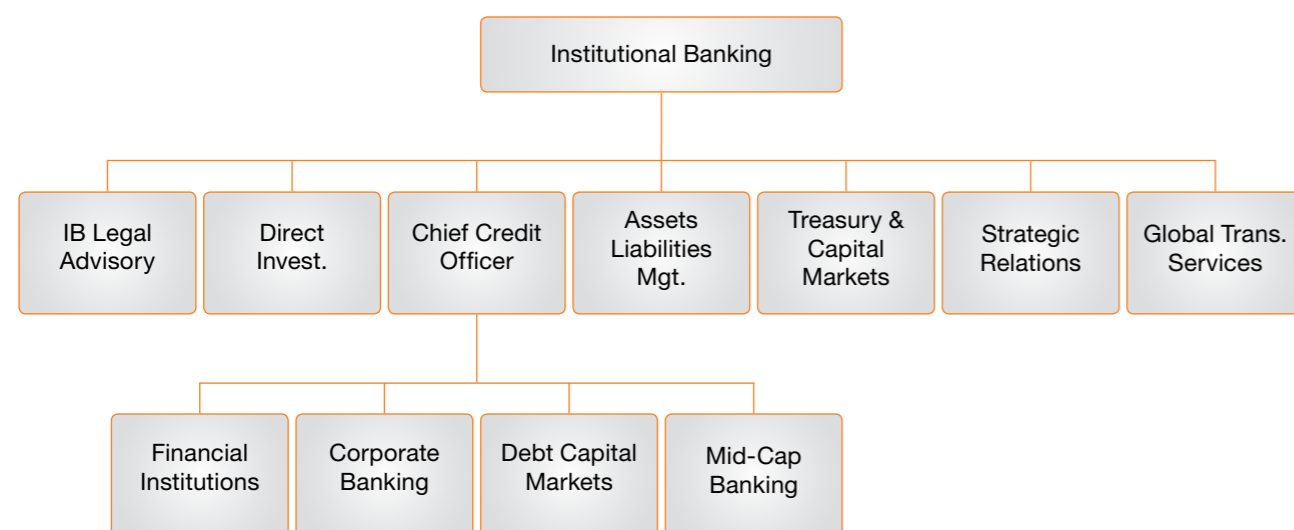 Institutional Banking
IB Legal
Advisory
Direct
Invest.
Chief Credit
Officer
Assets
Liabilities
Mgt.
Treasury &
Capital
Markets
Strategic
Relations
Global Trans.
Services
Financial
Institutions
Corporate
Banking
Debt Capital
Markets
Mid-Cap
Banking